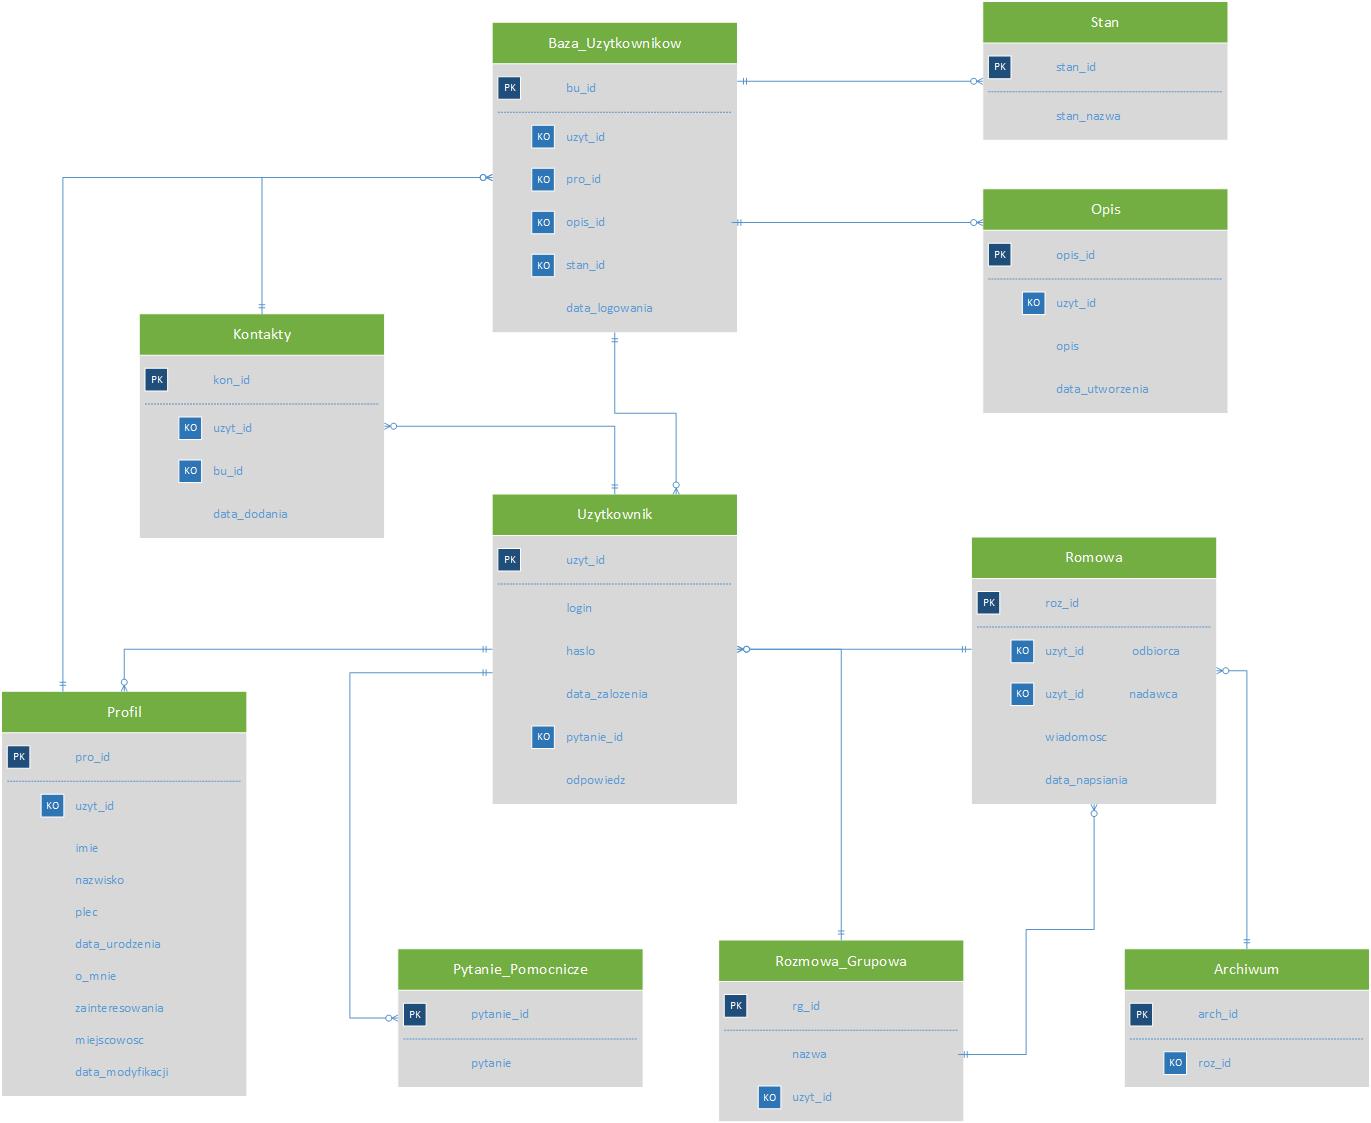 Baza_Uzytkownikow
PK bu_id
KO uzyt_id
KO pro_id
KO opis_id
KO stan_id
data_logowania
Stan
PK stan_id
stan_nazwa
Opis
PK opis_id
KO uzyt_id
opis
data_utworzenia
Kontakty
PK kon_id
KO uzyt_id
KO bu_id
data_dodania
Uzytkownik
PK uzyt_id
login
haslo
data_zalozenia
KO pytanie_id
odpowiedz
Romowa
PK roz_id
KO uzyt_id odbiorca
KO uzyt_id nadawca
wiadomosc
data_napsiania
Profil
PK pro_id
KO uzyt_id
imie
nazwisko
plec
data_urodzenia
o_mnie
zainteresowania
miejscowosc
data_modyfikacji
Pytanie_Pomocnicze
PK pytanie_id
pytanie
Rozmowa_Grupowa
PK rg_id
nazwa
KO uzyt_id
Archiwum
PK arch_id
KO roz_id